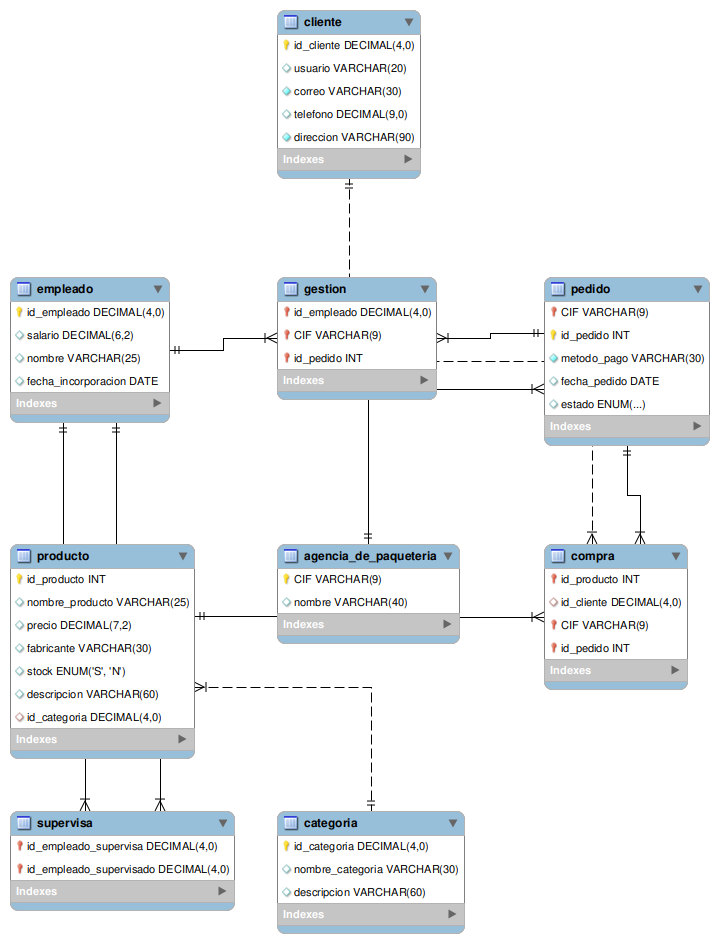 cliente
id_cliente DECIMAL(4,0)
usuario VARCHAR(20)
correo VARCHAR(30)
telefono DECIMAL(9,0)
direccion VARCHAR(90)
Indexes
empleado
id_empleado DECIMAL(4,0)
salario DECIMAL(6,2)
nombre VARCHAR(25)
fecha_incorporacion DATE
Indexes
gestion
id_empleado DECIMAL(4,0)
CIF VARCHAR(9)
id_pedido INT
Indexes
pedido
CIF VARCHAR(9)
id_pedido INT
metodo_pago VARCHAR(30)
fecha_pedido DATE
estado ENUM(...)
Indexes
producto
id_producto INT
nombre_producto VARCHAR(25)
precio DECIMAL(7,2)
fabricante VARCHAR(30)
stock ENUM('S', 'N')
descripcion VARCHAR(60)
id_categoria DECIMAL(4,0)
Indexes
agencia_de_paqueteria
CIF VARCHAR(9)
nombre VARCHAR(40)
Indexes
compra
id_producto INT
id_cliente DECIMAL(4,0)
CIF VARCHAR(9)
id_pedido INT
Indexes
supervisa
id_empleado_supervisa DECIMAL(4,0)
id_empleado_supervisado DECIMAL(4,0)
Indexes
categoria
id_categoria DECIMAL(4,0)
nombre_categoria VARCHAR(30)
descripcion VARCHAR(60)
Indexes